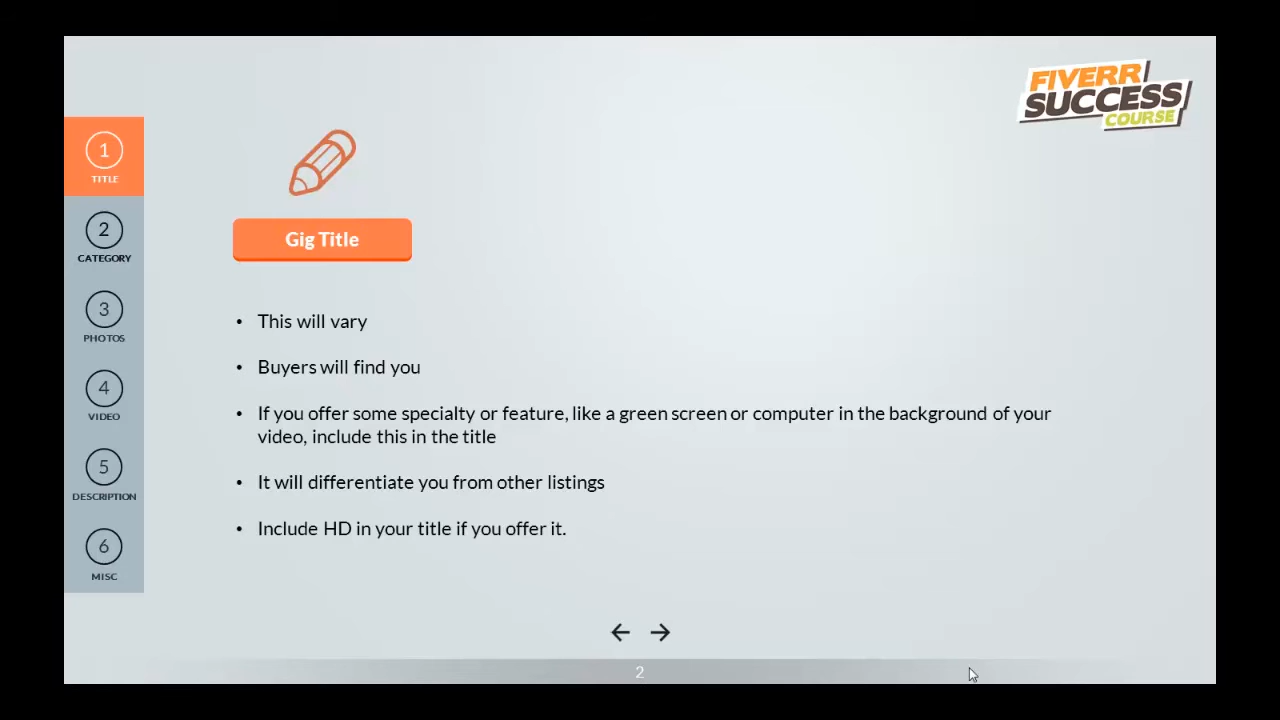 FIVERR
SUCCESS
COURSE
1
TITLE
2
CATEGORY
3
PHOTOS
4
VIDEO
5
DESCRIPTION
6
MISC
Gig Title
• This will vary
• Buyers will find you
• If you offer some specialty or feature, like a green screen or computer in the background of your
video, include this in the title
• It will differentiate you from other listings
• Include HD in your title if you offer it.
2